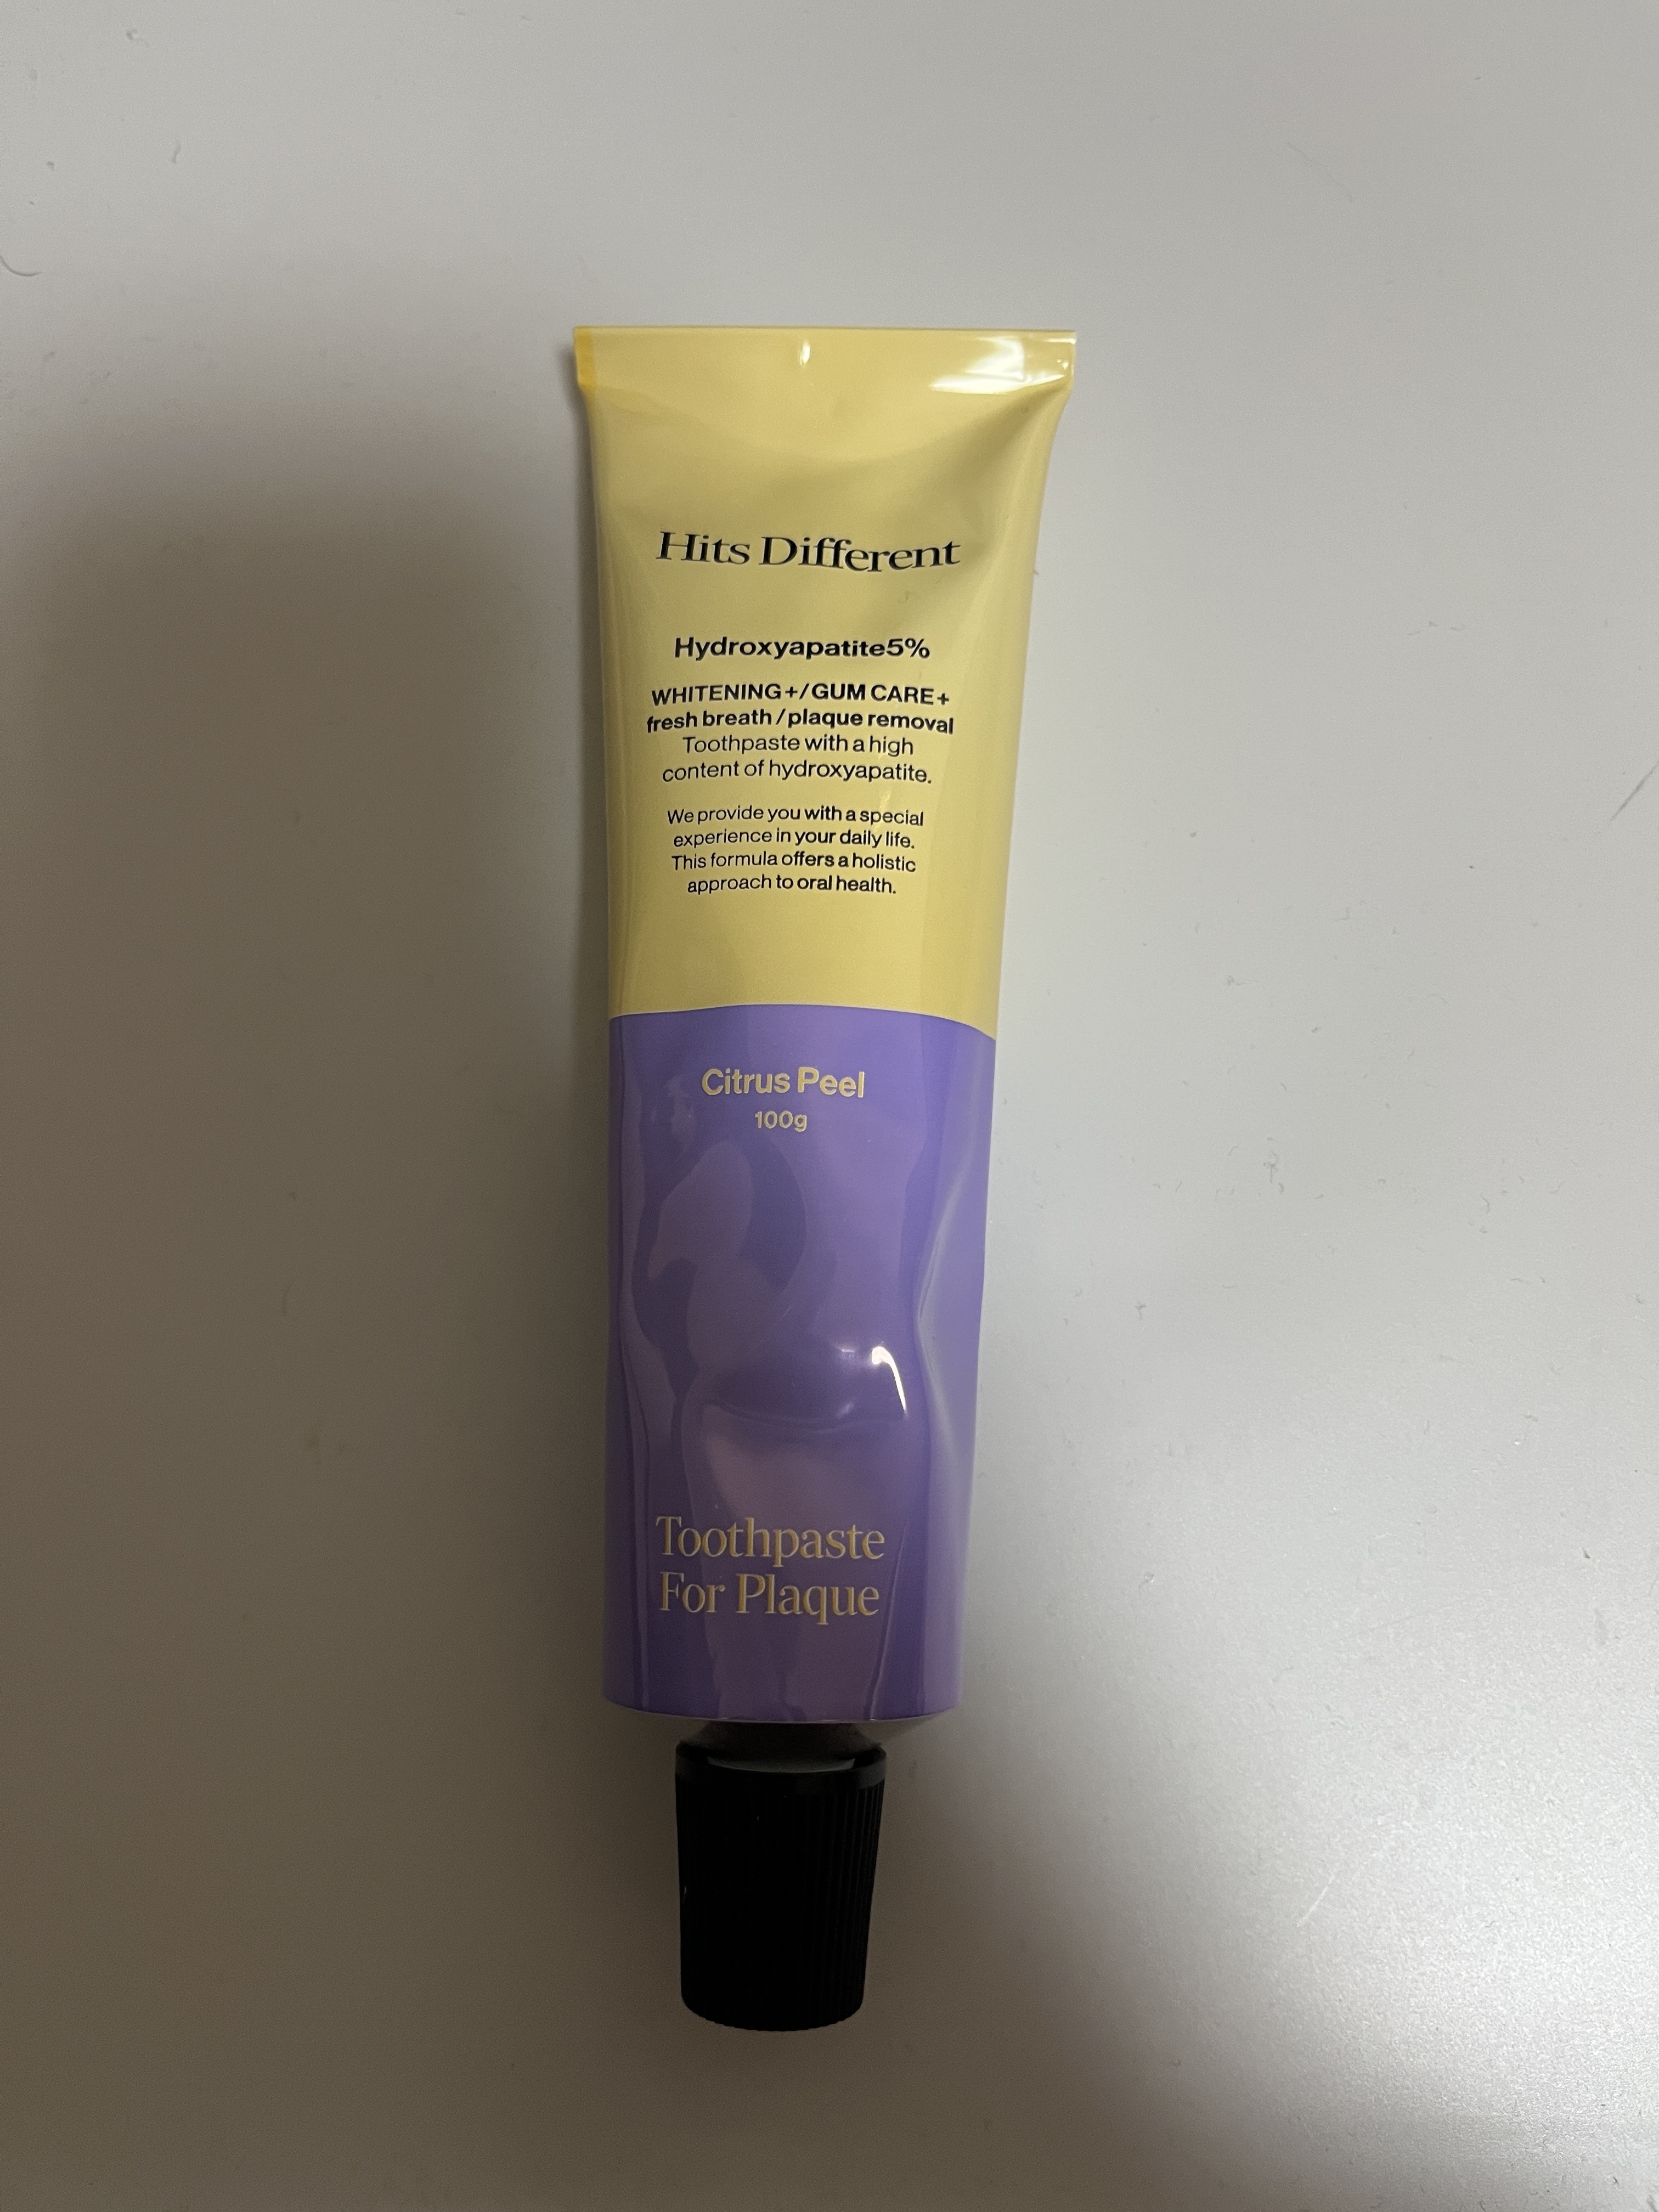 Hits Different
Hydroxyapatite5%
WHITENING+/GUM CARE+
fresh breath/plaque removal
Toothpaste with a high
content of hydroxyapatite.
We provide you with a special
experience in your daily life.
This formula offers a holistic
approach to oral health.
Citrus Peel
100g
Toothpaste
For Plaque